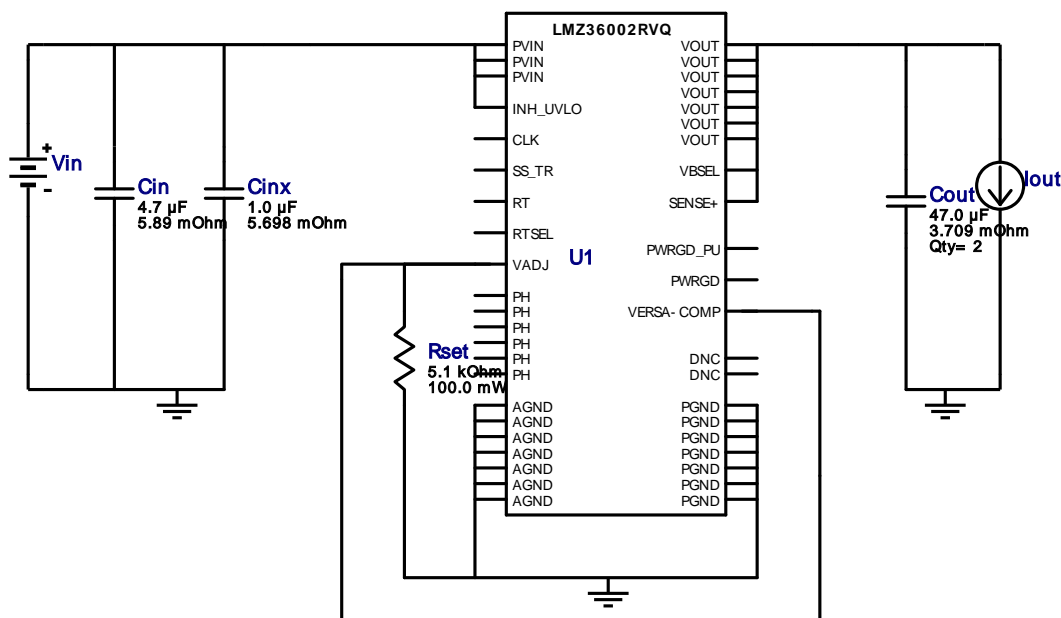 LMZ36002RVQ
PVIN
PVIN
PVIN
INH_UVLO
CLK
SS_TR
RT
RTSEL
VADJ
PH
PH
PH
PH
PH
PH
AGND
AGND
AGND
AGND
AGND
AGND
AGND
VOUT
VOUT
VOUT
VOUT
VOUT
VOUT
VOUT
VBSEL
SENSE+
PWRGD_PU
PWRGD
VERSA- COMP
DNC
DNC
PGND
PGND
PGND
PGND
PGND
PGND
PGND
U1
+
Vin
-
Cin
4.7 µF
5.89 mOhm
Cinx
1.0 µF
5.698 mOhm
Rset
5.1 kOhm
100.0 mW
Cout
47.0 µF
3.709 mOhm
Qty= 2
Iout